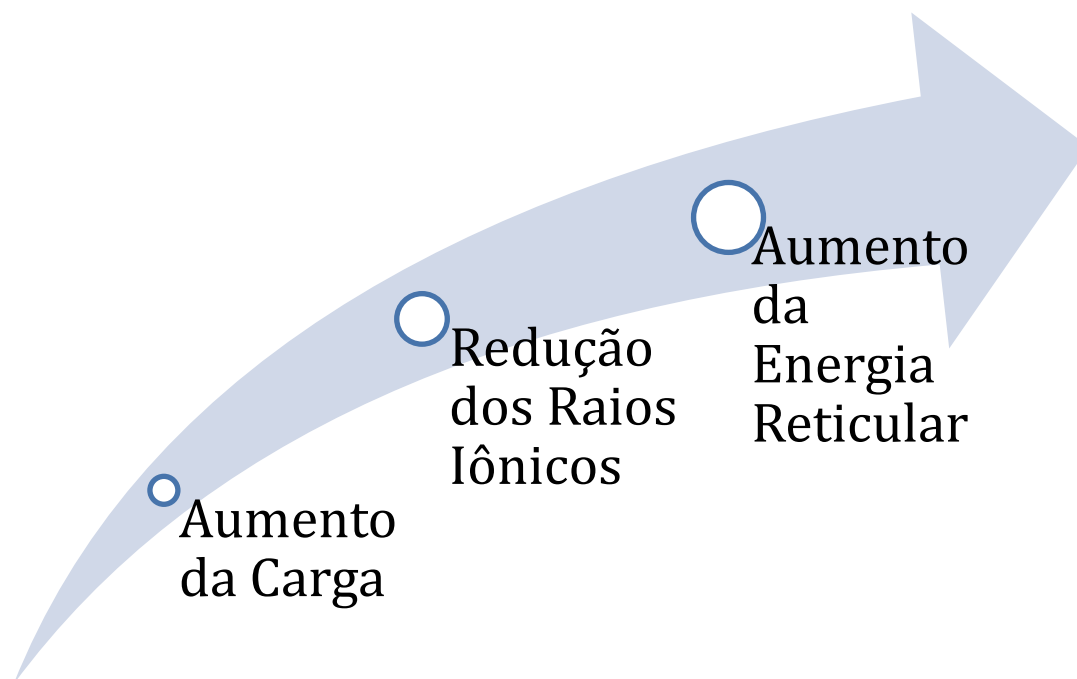 Aumento
da Carga
Redução
dos Raios
Iônicos
Aumento
da
Energia
Reticular